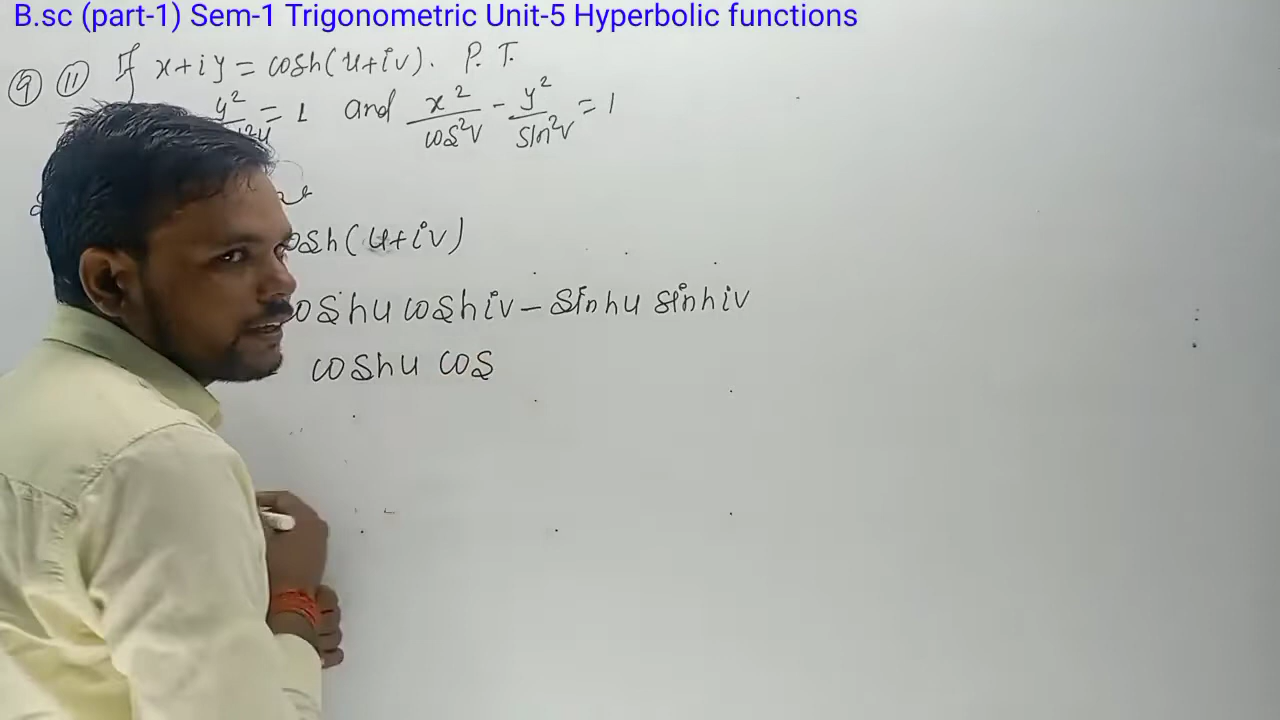 B.sc (part-1) Sem-1 Trigonometric Unit-5 Hyperbolic functions
9 11 If x+iy = cosh(u+iv). P.T.
y² = 1 and x²/cos²v - y²/sin²v = 1
osh(u+iv)
oshu coshiv - sinhu sinhiv
coshu cos